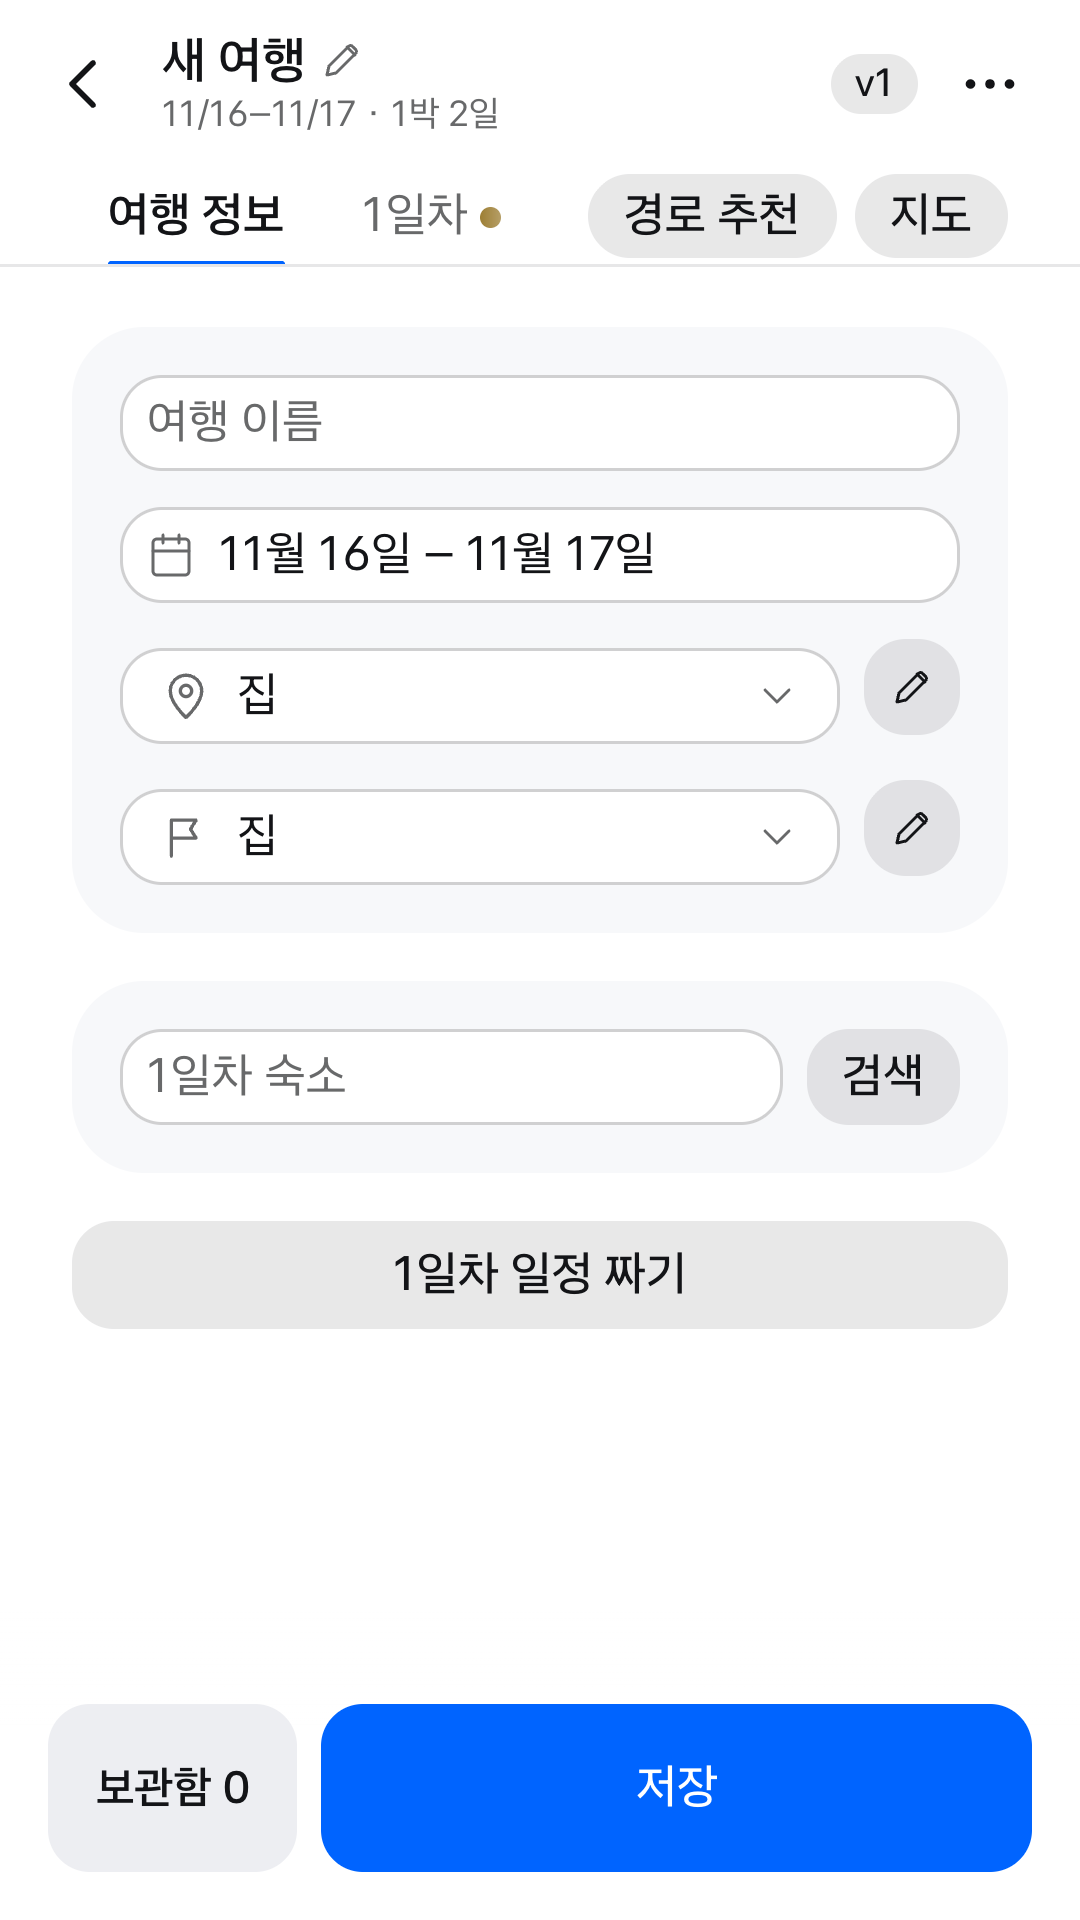 새 여행
11/16–11/17 · 1박 2일
v1
여행 정보
1일차
경로 추천
지도
여행 이름
11월 16일 – 11월 17일
집
집
1일차 숙소
검색
1일차 일정 짜기
보관함 0
저장